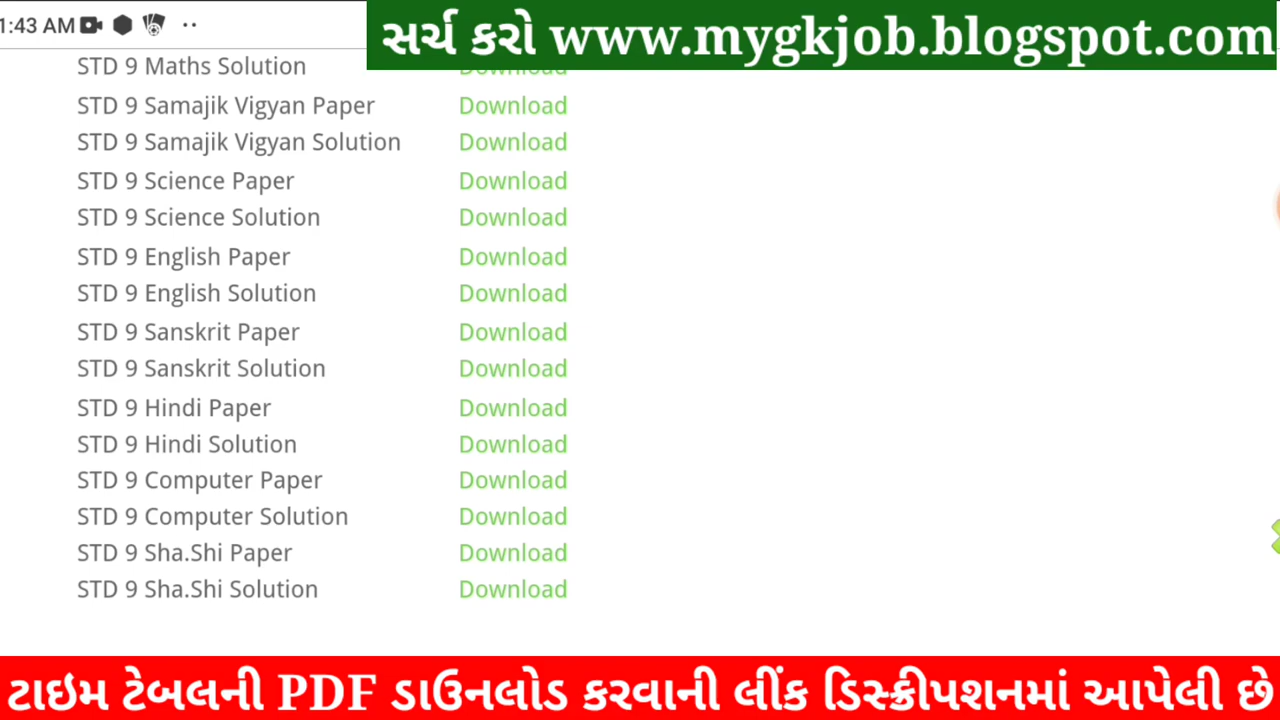 1:43 AM
સર્ચ કરો www.mygkjob.blogspot.com
STD 9 Maths Solution Download
STD 9 Samajik Vigyan Paper Download
STD 9 Samajik Vigyan Solution Download
STD 9 Science Paper Download
STD 9 Science Solution Download
STD 9 English Paper Download
STD 9 English Solution Download
STD 9 Sanskrit Paper Download
STD 9 Sanskrit Solution Download
STD 9 Hindi Paper Download
STD 9 Hindi Solution Download
STD 9 Computer Paper Download
STD 9 Computer Solution Download
STD 9 Sha.Shi Paper Download
STD 9 Sha.Shi Solution Download
ટાઇમ ટેબલની PDF ડાઉનલોડ કરવાની લીંક ડિસ્ક્રીપશનમાં આપેલી છે